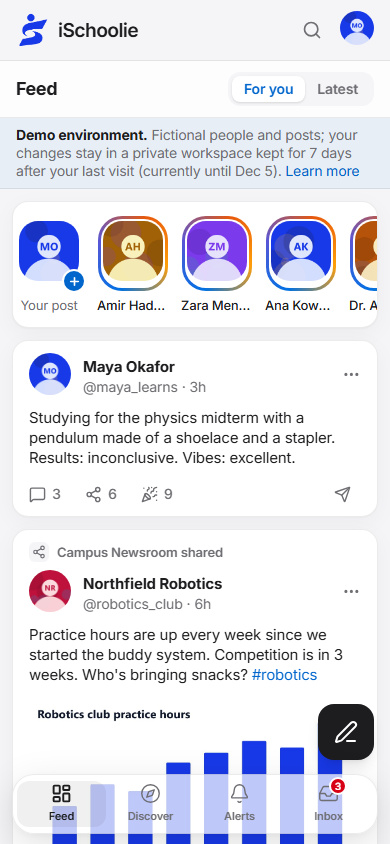 iSchoolie
MO
Feed
For you
Latest
Demo environment. Fictional people and posts; your
changes stay in a private workspace kept for 7 days
after your last visit (currently until Dec 5). Learn more
MO
AH
ZM
AK
Your post
Amir Had...
Zara Men...
Ana Kow...
Dr. A
MO
Maya Okafor
@maya_learns · 3h
Studying for the physics midterm with a
pendulum made of a shoelace and a stapler.
Results: inconclusive. Vibes: excellent.
3
6
9
Campus Newsroom shared
NR
Northfield Robotics
@robotics_club · 6h
Practice hours are up every week since we
started the buddy system. Competition is in 3
weeks. Who's bringing snacks? #robotics
Robotics club practice hours
3
Feed
Discover
Alerts
Inbox